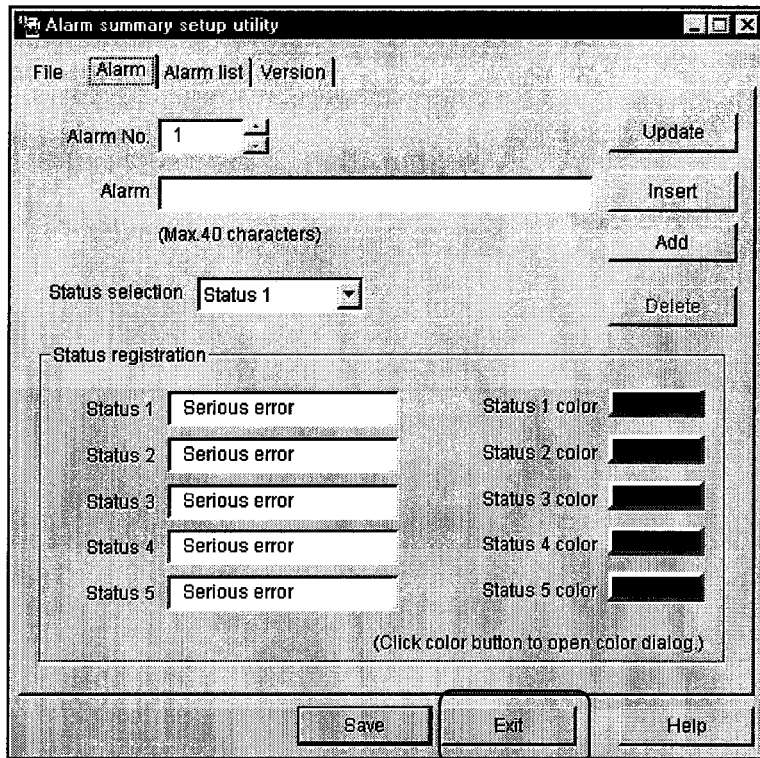 Alarm summary setup utility
File Alarm Alarm list Version
Alarm No. 1 Update
Alarm Insert
(Max.40 characters)
Add
Status selection Status 1
Delete
Status registration
Status 1 Serious error Status 1 color
Status 2 Serious error Status 2 color
Status 3 Serious error Status 3 color
Status 4 Serious error Status 4 color
Status 5 Serious error Status 5 color
(Click color button to open color dialog.)
Save Exit Help